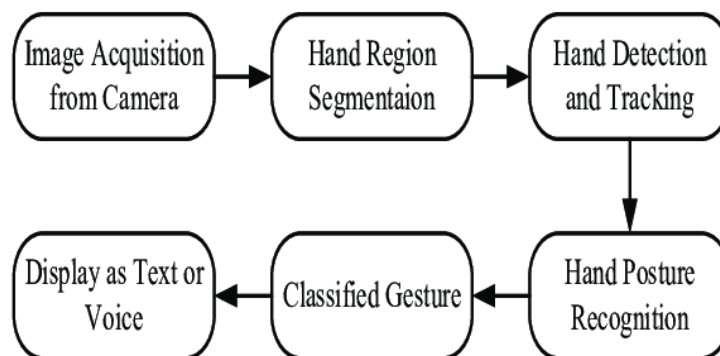 Image Acquisition
from Camera
Hand Region
Segmentaion
Hand Detection
and Tracking
Hand Posture
Recognition
Classified Gesture
Display as Text or
Voice